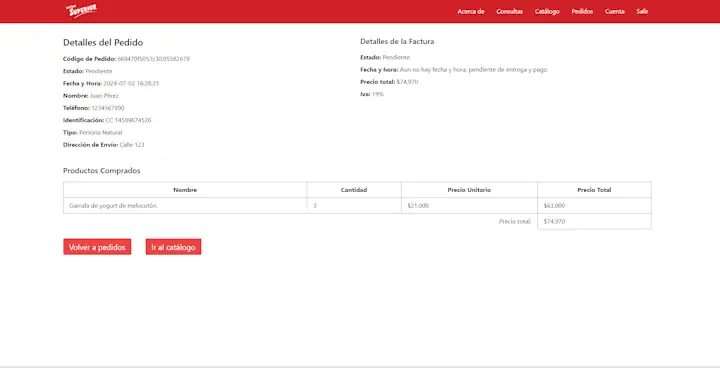 SUPERIOR
Acerca de Consultas Catálogo Pedidos Cuenta Salir
Detalles del Pedido
Código de Pedido:
Estado: Pendiente
Fecha y Hora: 2024-07-02 16:28:21
Nombre: Juan Pérez
Teléfono: 1234567890
Identificación: CC 14589674526
Tipo: Persona Natural
Dirección de Envío: Calle 123
Detalles de la Factura
Estado: Pendiente
Fecha y hora: Aun no hay fecha y hora, pendiente de entrega y pago.
Precio total: $74,970
Iva: 19%
Productos Comprados
Nombre Cantidad Precio Unitario Precio Total
Garrafa de yogurt de melocotón. 3 $21.000 $63.000
Precio total: $74.970
Volver a pedidos Ir al catálogo